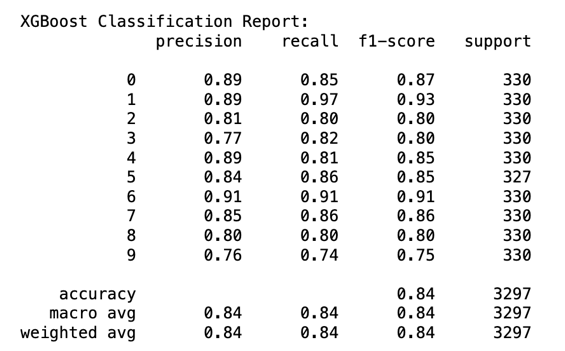 XGBoost Classification Report:
precision recall f1-score support
0 0.89 0.85 0.87 330
1 0.89 0.97 0.93 330
2 0.81 0.80 0.80 330
3 0.77 0.82 0.80 330
4 0.89 0.81 0.85 330
5 0.84 0.86 0.85 327
6 0.91 0.91 0.91 330
7 0.85 0.86 0.86 330
8 0.80 0.80 0.80 330
9 0.76 0.74 0.75 330
accuracy 0.84 3297
macro avg 0.84 0.84 0.84 3297
weighted avg 0.84 0.84 0.84 3297